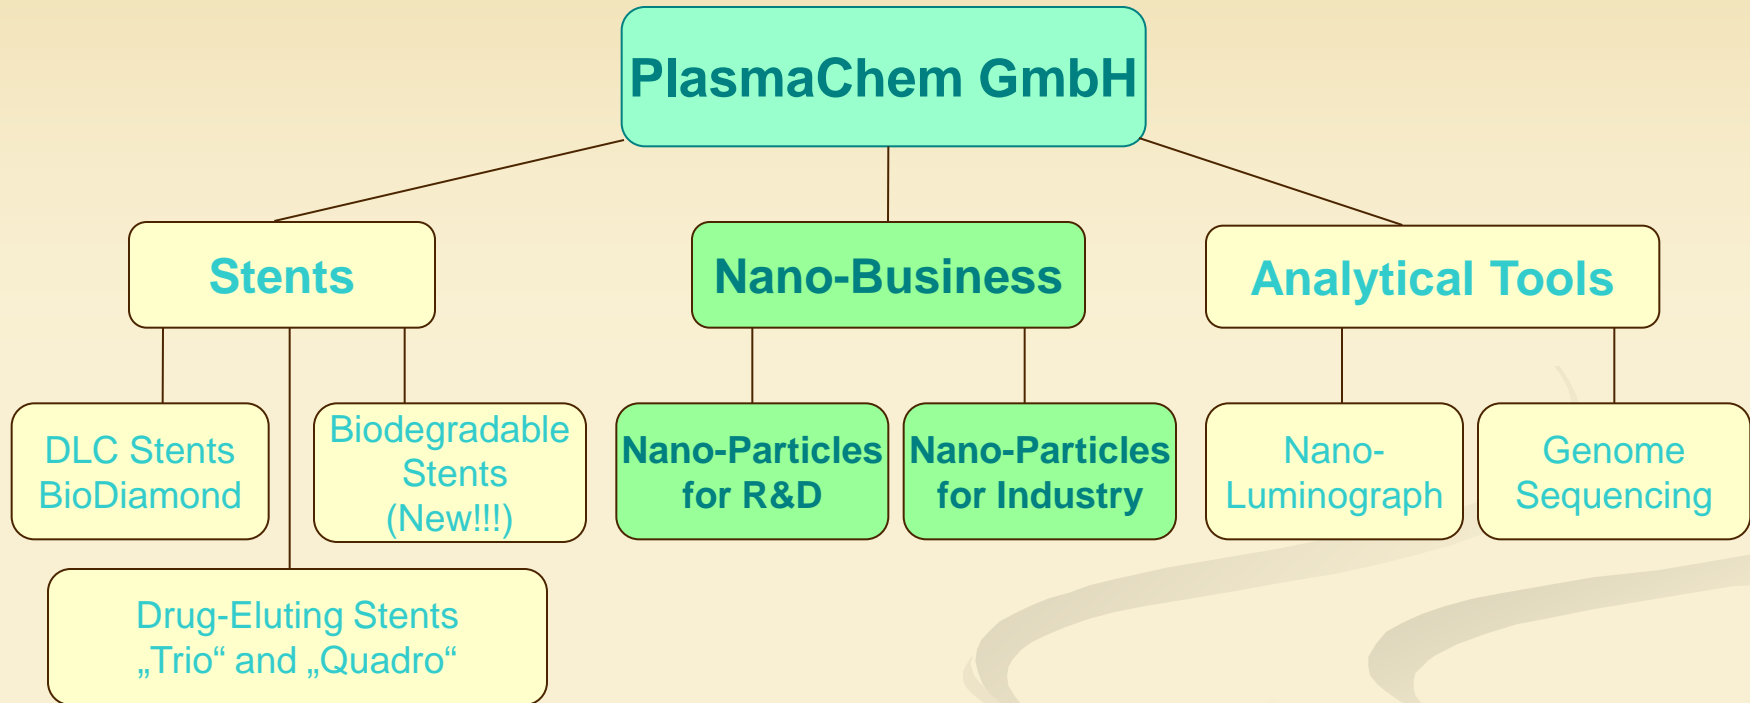 PlasmaChem GmbH
Stents
Nano-Business
Analytical Tools
DLC Stents
BioDiamond
Biodegradable
Stents
(New!!!)
Nano-Particles
for R&D
Nano-Particles
for Industry
Nano-
Luminograph
Genome
Sequencing
Drug-Eluting Stents
„Trio“ and „Quadro“